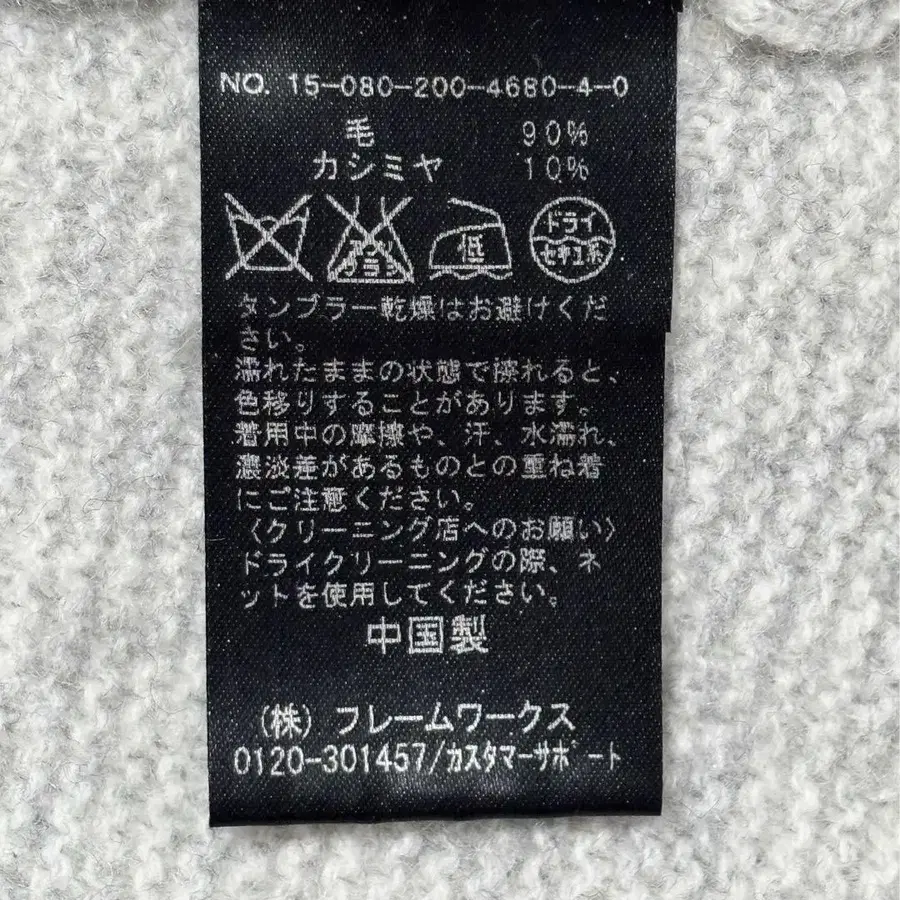 NO. 15-080-200-4680-4-0
毛 90%
カシミヤ 10%
エンソ サラシ 低 ドライ セキユ系
タンブラー乾燥はお避けくだ
さい。
濡れたままの状態で擦れると、
色移りすることがあります。
着用中の摩擦や、汗、水濡れ、
濃淡差があるものとの重ね着
にご注意ください。
〈クリーニング店へのお願い〉
ドライクリーニングの際、ネ
ットを使用してください。
中国製
(株) フレームワークス
0120-301457/カスタマーサポート